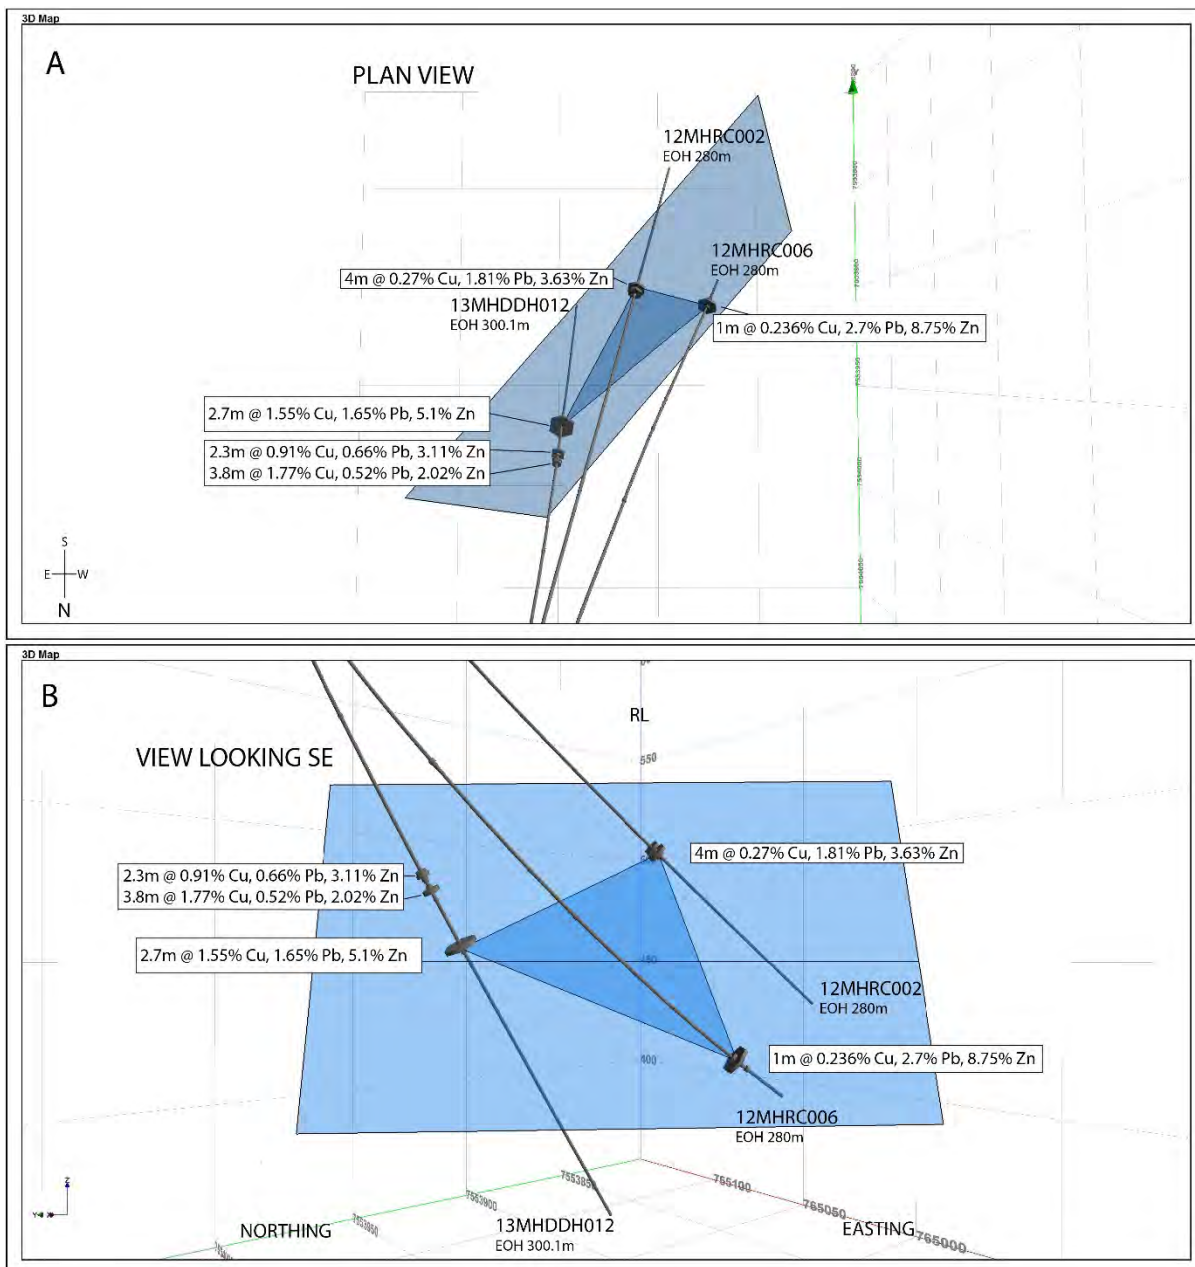 3D Map
A
PLAN VIEW
12MHRC002
EOH 280m
12MHRC006
EOH 280m
4m @ 0.27% Cu, 1.81% Pb, 3.63% Zn
13MHDDH012
EOH 300.1m
1m @ 0.236% Cu, 2.7% Pb, 8.75% Zn
2.7m @ 1.55% Cu, 1.65% Pb, 5.1% Zn
2.3m @ 0.91% Cu, 0.66% Pb, 3.11% Zn
3.8m @ 1.77% Cu, 0.52% Pb, 2.02% Zn
S
E W
N
7553950
3D Map
B
RL
550
VIEW LOOKING SE
4m @ 0.27% Cu, 1.81% Pb, 3.63% Zn
2.3m @ 0.91% Cu, 0.66% Pb, 3.11% Zn
3.8m @ 1.77% Cu, 0.52% Pb, 2.02% Zn
2.7m @ 1.55% Cu, 1.65% Pb, 5.1% Zn
12MHRC002
EOH 280m
1m @ 0.236% Cu, 2.7% Pb, 8.75% Zn
400
12MHRC006
EOH 280m
Z
7553850
7553900
7553950
765100
765050
765000
NORTHING
13MHDDH012
EOH 300.1m
EASTING